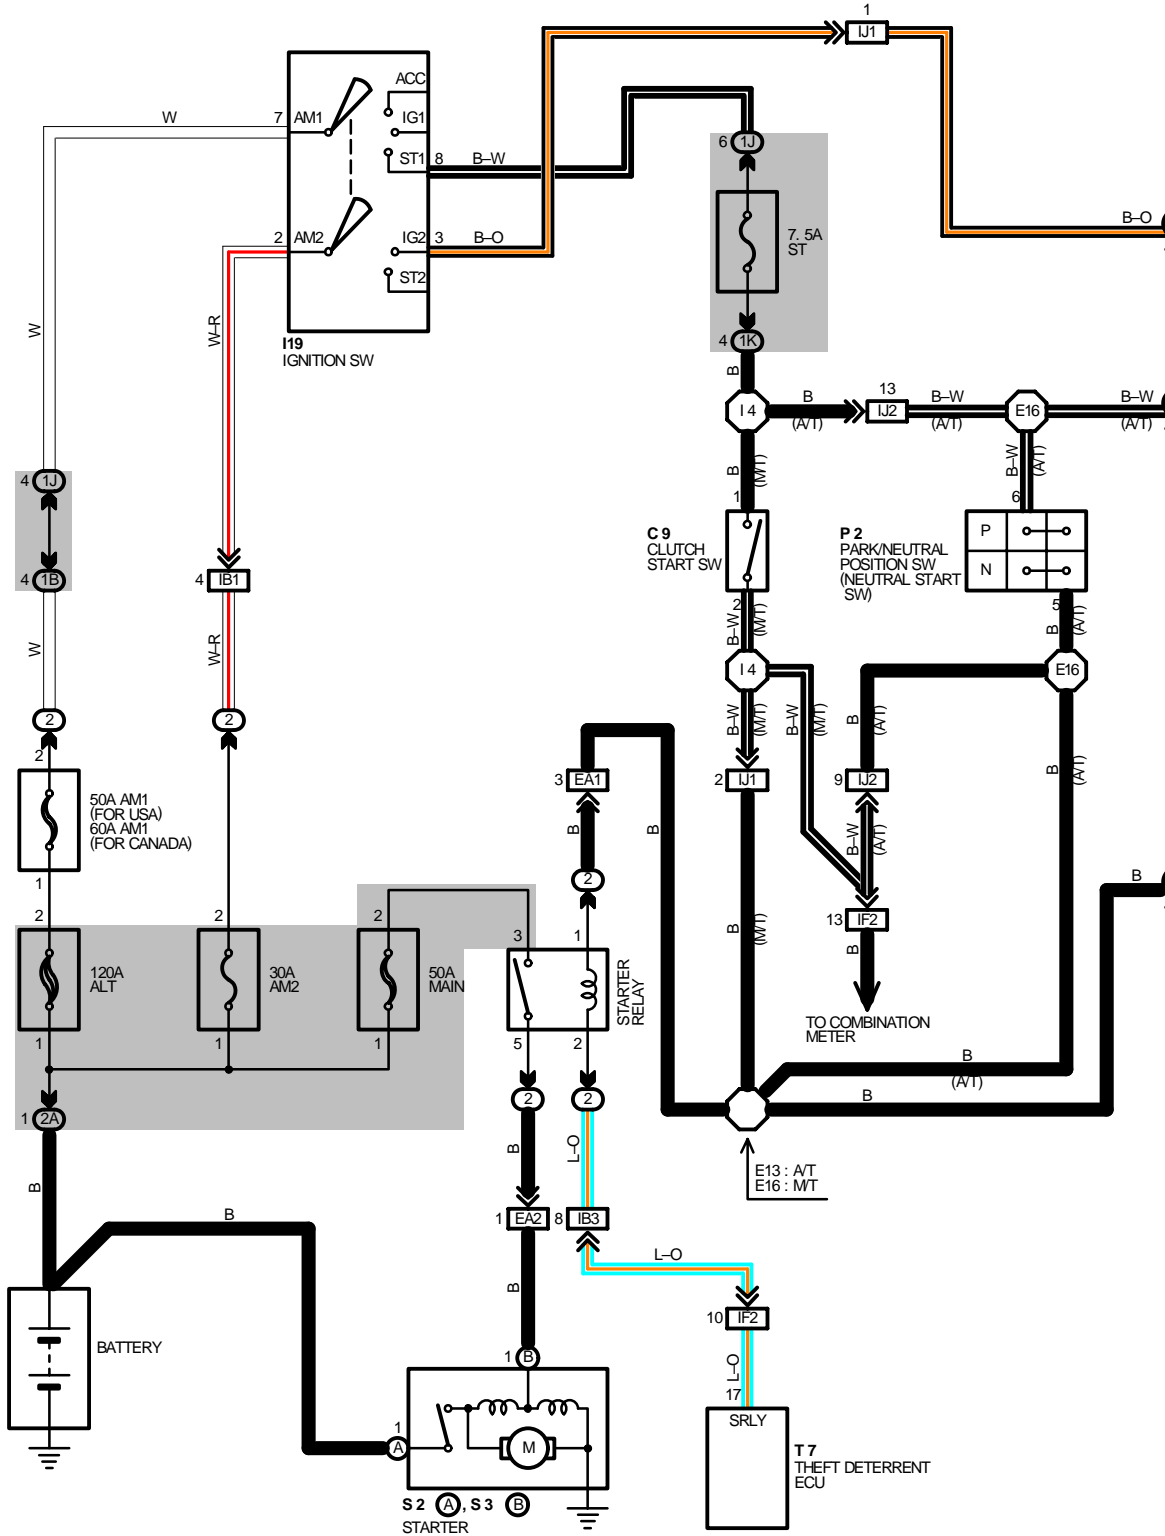 1
IJ1
ACC
W
7
AM1
IG1
6
1J
ST1
8
B–W
B–O
2
AM2
IG2
3
B–O
7. 5A
ST
ST2
W
W–R
I19
IGNITION SW
4
1K
B
13
I 4
B
(A/T)
IJ2
B–W
(A/T)
E16
B–W
(A/T)
B
(M/T)
B–W
(A/T)
4
1J
1
6
C 9
CLUTCH
START SW
P 2
PARK/NEUTRAL
POSITION SW
(NEUTRAL START
SW)
P
N
4
1B
4
IB1
2
5
B–W
(M/T)
B
(A/T)
W
W–R
I 4
E16
2
2
B–W
(M/T)
B–W
(M/T)
B
(A/T)
2
3
EA1
2
IJ1
9
IJ2
B
(A/T)
50A AM1
(FOR USA)
60A AM1
(FOR CANADA)
B
B
B–W
(A/T)
1
2
B
2
2
2
3
1
13
IF2
B
(M/T)
B
120A
ALT
30A
AM2
50A
MAIN
STARTER
RELAY
TO COMBINATION
METER
1
1
1
5
2
B
(A/T)
1
2A
2
2
B
B
L–O
E13 : A/T
E16 : M/T
B
B
1
EA2
8
IB3
L–O
B
10
IF2
BATTERY
1
B
L–O
17
SRLY
1
A
M
T 7
THEFT DETERRENT
ECU
S 2 A , S 3 B
STARTER